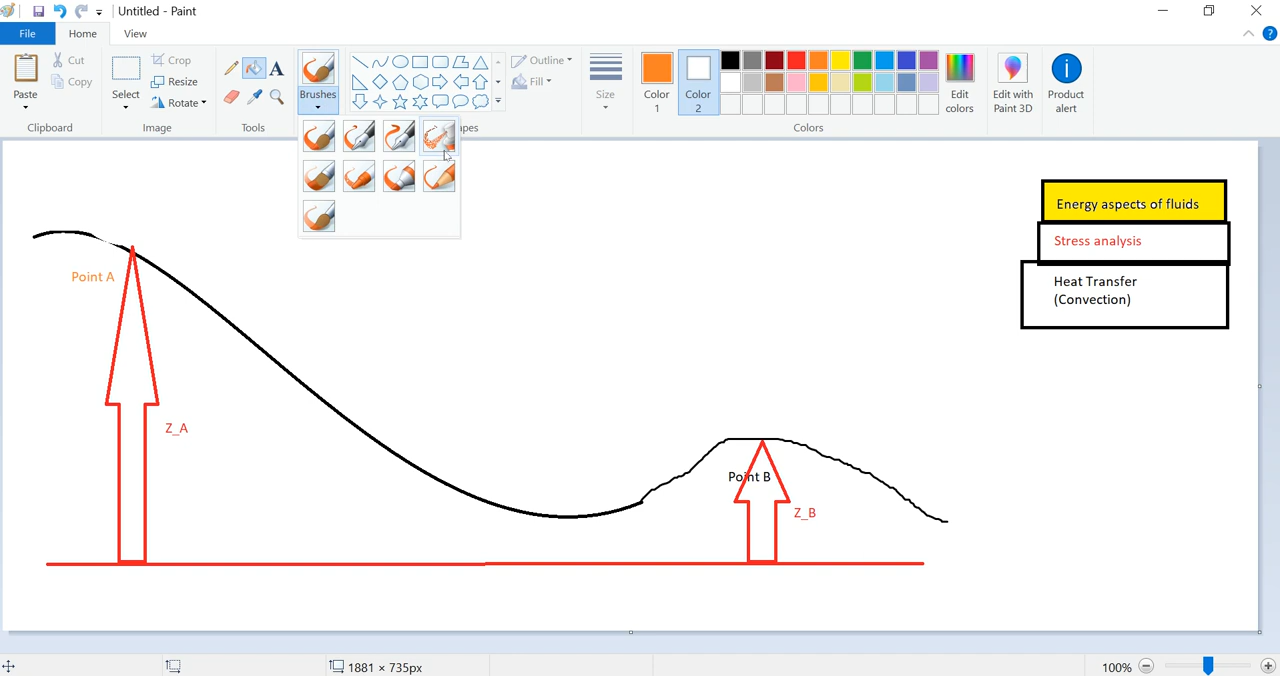 Untitled - Paint
File
Home
View
Paste
Cut
Copy
Clipboard
Select
Crop
Resize
Rotate
Image
Tools
Brushes
apes
Outline
Fill
Size
Color
1
Color
2
Colors
Edit
colors
Edit with
Paint 3D
Product
alert
Energy aspects of fluids
Stress analysis
Heat Transfer
(Convection)
Point A
Z_A
Point B
Z_B
1881 × 735px
100%